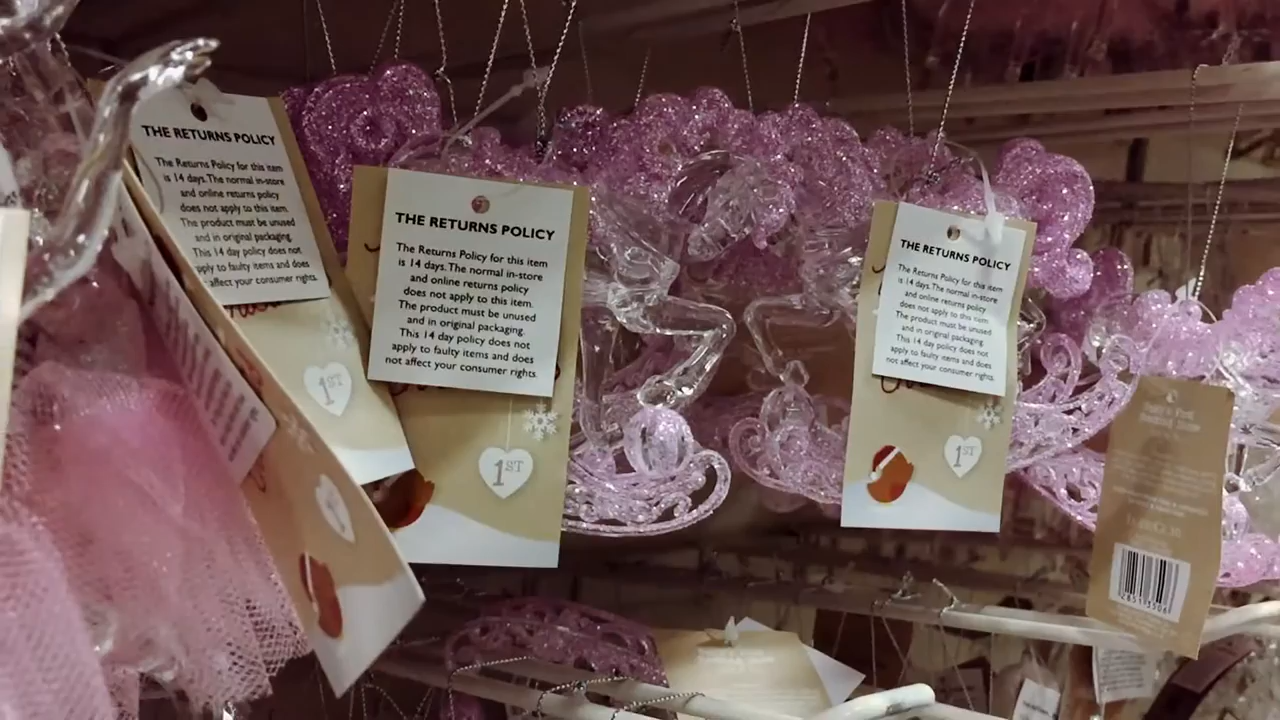 THE RETURNS POLICY
The Returns Policy for this item
is 14 days. The normal in-store
and online returns policy
does not apply to this item.
The product must be unused
and in original packaging.
This 14 day policy does not
apply to faulty items and does
not affect your consumer rights.
1ST
THE RETURNS POLICY
The Returns Policy for this item
is 14 days. The normal in-store
and online returns policy
does not apply to this item.
The product must be unused
and in original packaging.
This 14 day policy does not
apply to faulty items and does
not affect your consumer rights.
1ST
THE RETURNS POLICY
The Returns Policy for this item
is 14 days. The normal in-store
and online returns policy
does not apply to this item.
The product must be unused
and in original packaging.
This 14 day policy does not
apply to faulty items and does
not affect your consumer rights.
1ST